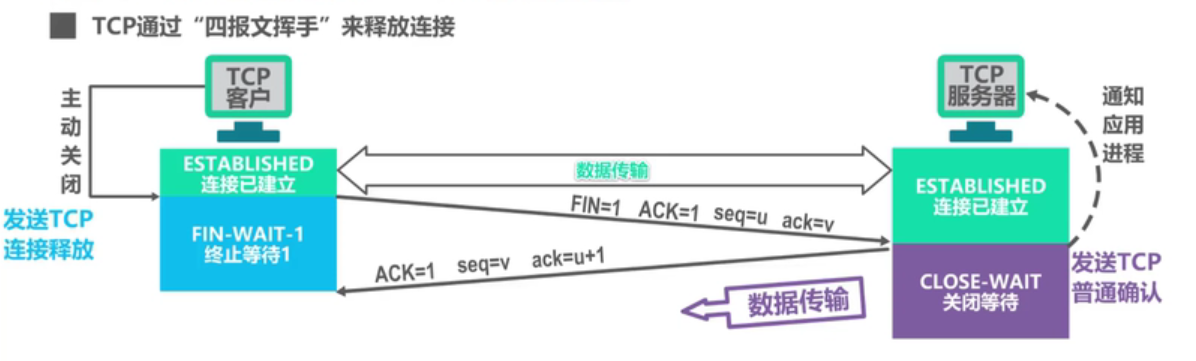 TCP通过“四报文挥手”来释放连接
TCP
客户
TCP
服务器
主
动
关
闭
通知
应用
进程
ESTABLISHED
连接已建立
数据传输
ESTABLISHED
连接已建立
发送TCP
连接释放
FIN=1 ACK=1 seq=u ack=v
FIN-WAIT-1
终止等待1
ACK=1 seq=v ack=u+1
CLOSE-WAIT
关闭等待
发送TCP
普通确认
数据传输